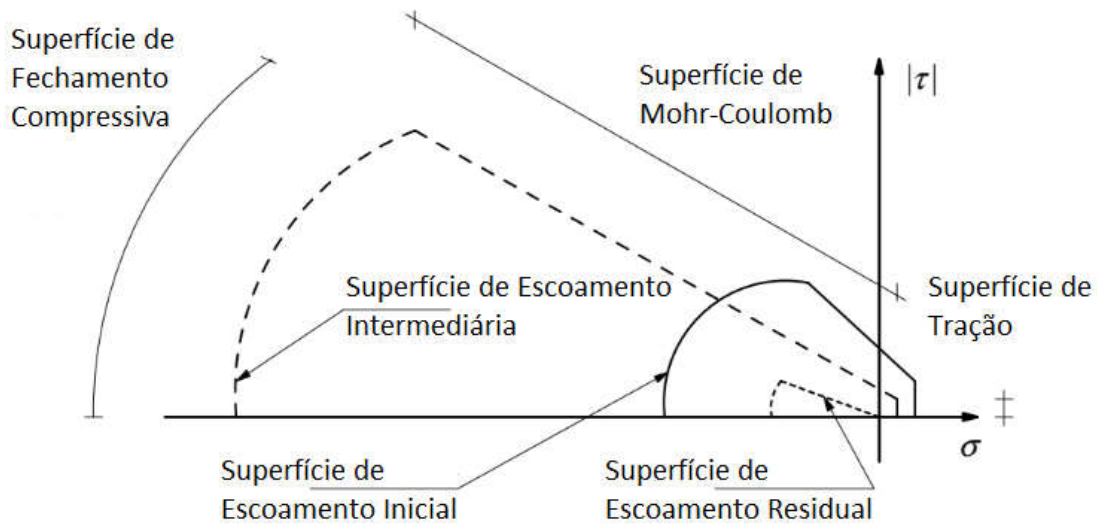 Superfície de
Fechamento
Compressiva
Superfície de
Mohr-Coulomb
|τ|
Superfície de Escoamento
Intermediária
Superfície de
Tração
σ
Superfície de
Escoamento Inicial
Superfície de
Escoamento Residual